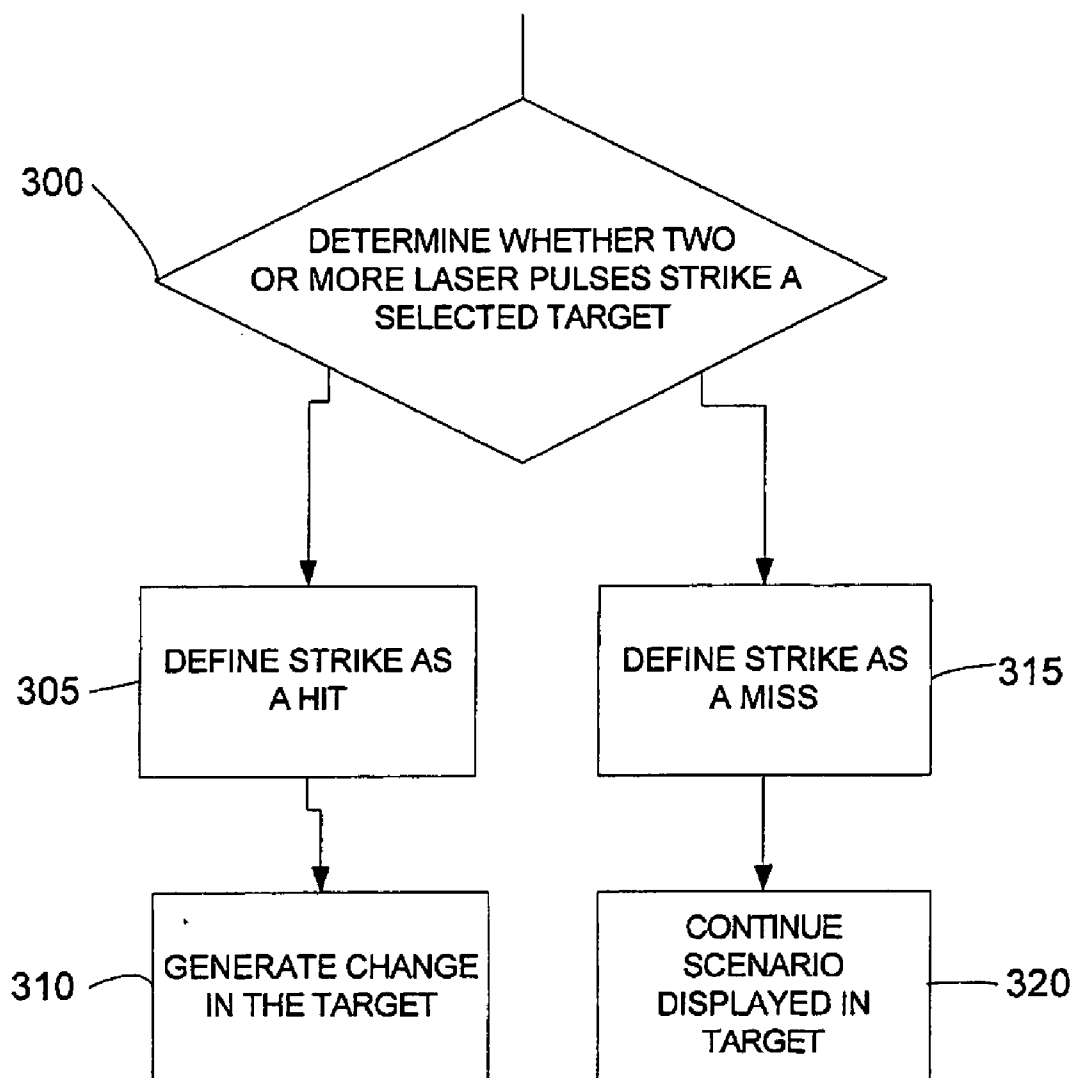 300
DETERMINE WHETHER TWO
OR MORE LASER PULSES STRIKE A
SELECTED TARGET
305
DEFINE STRIKE AS
A HIT
DEFINE STRIKE AS
A MISS
315
310
GENERATE CHANGE
IN THE TARGET
CONTINUE
SCENARIO
DISPLAYED IN
TARGET
320